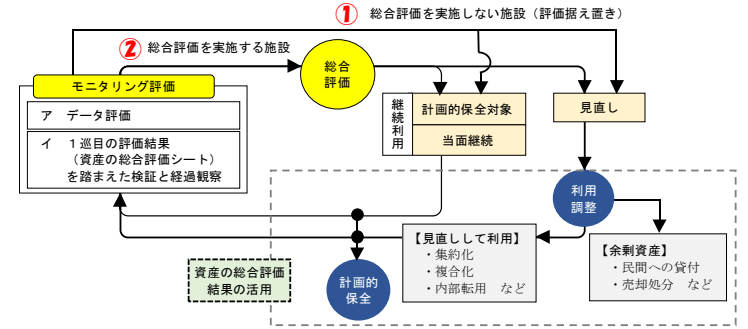 ① 総合評価を実施しない施設（評価据え置き）
② 総合評価を実施する施設
総合
評価
モニタリング評価
ア　データ評価
イ　１巡目の評価結果
（資産の総合評価シート）
を踏まえた検証と経過観察
継続利用
計画的保全対象
当面継続
見直し
利用
調整
【見直しして利用】
・集約化
・複合化
・内部転用　など
【余剰資産】
・民間への貸付
・売却処分　など
資産の総合評価
結果の活用
計画的
保全